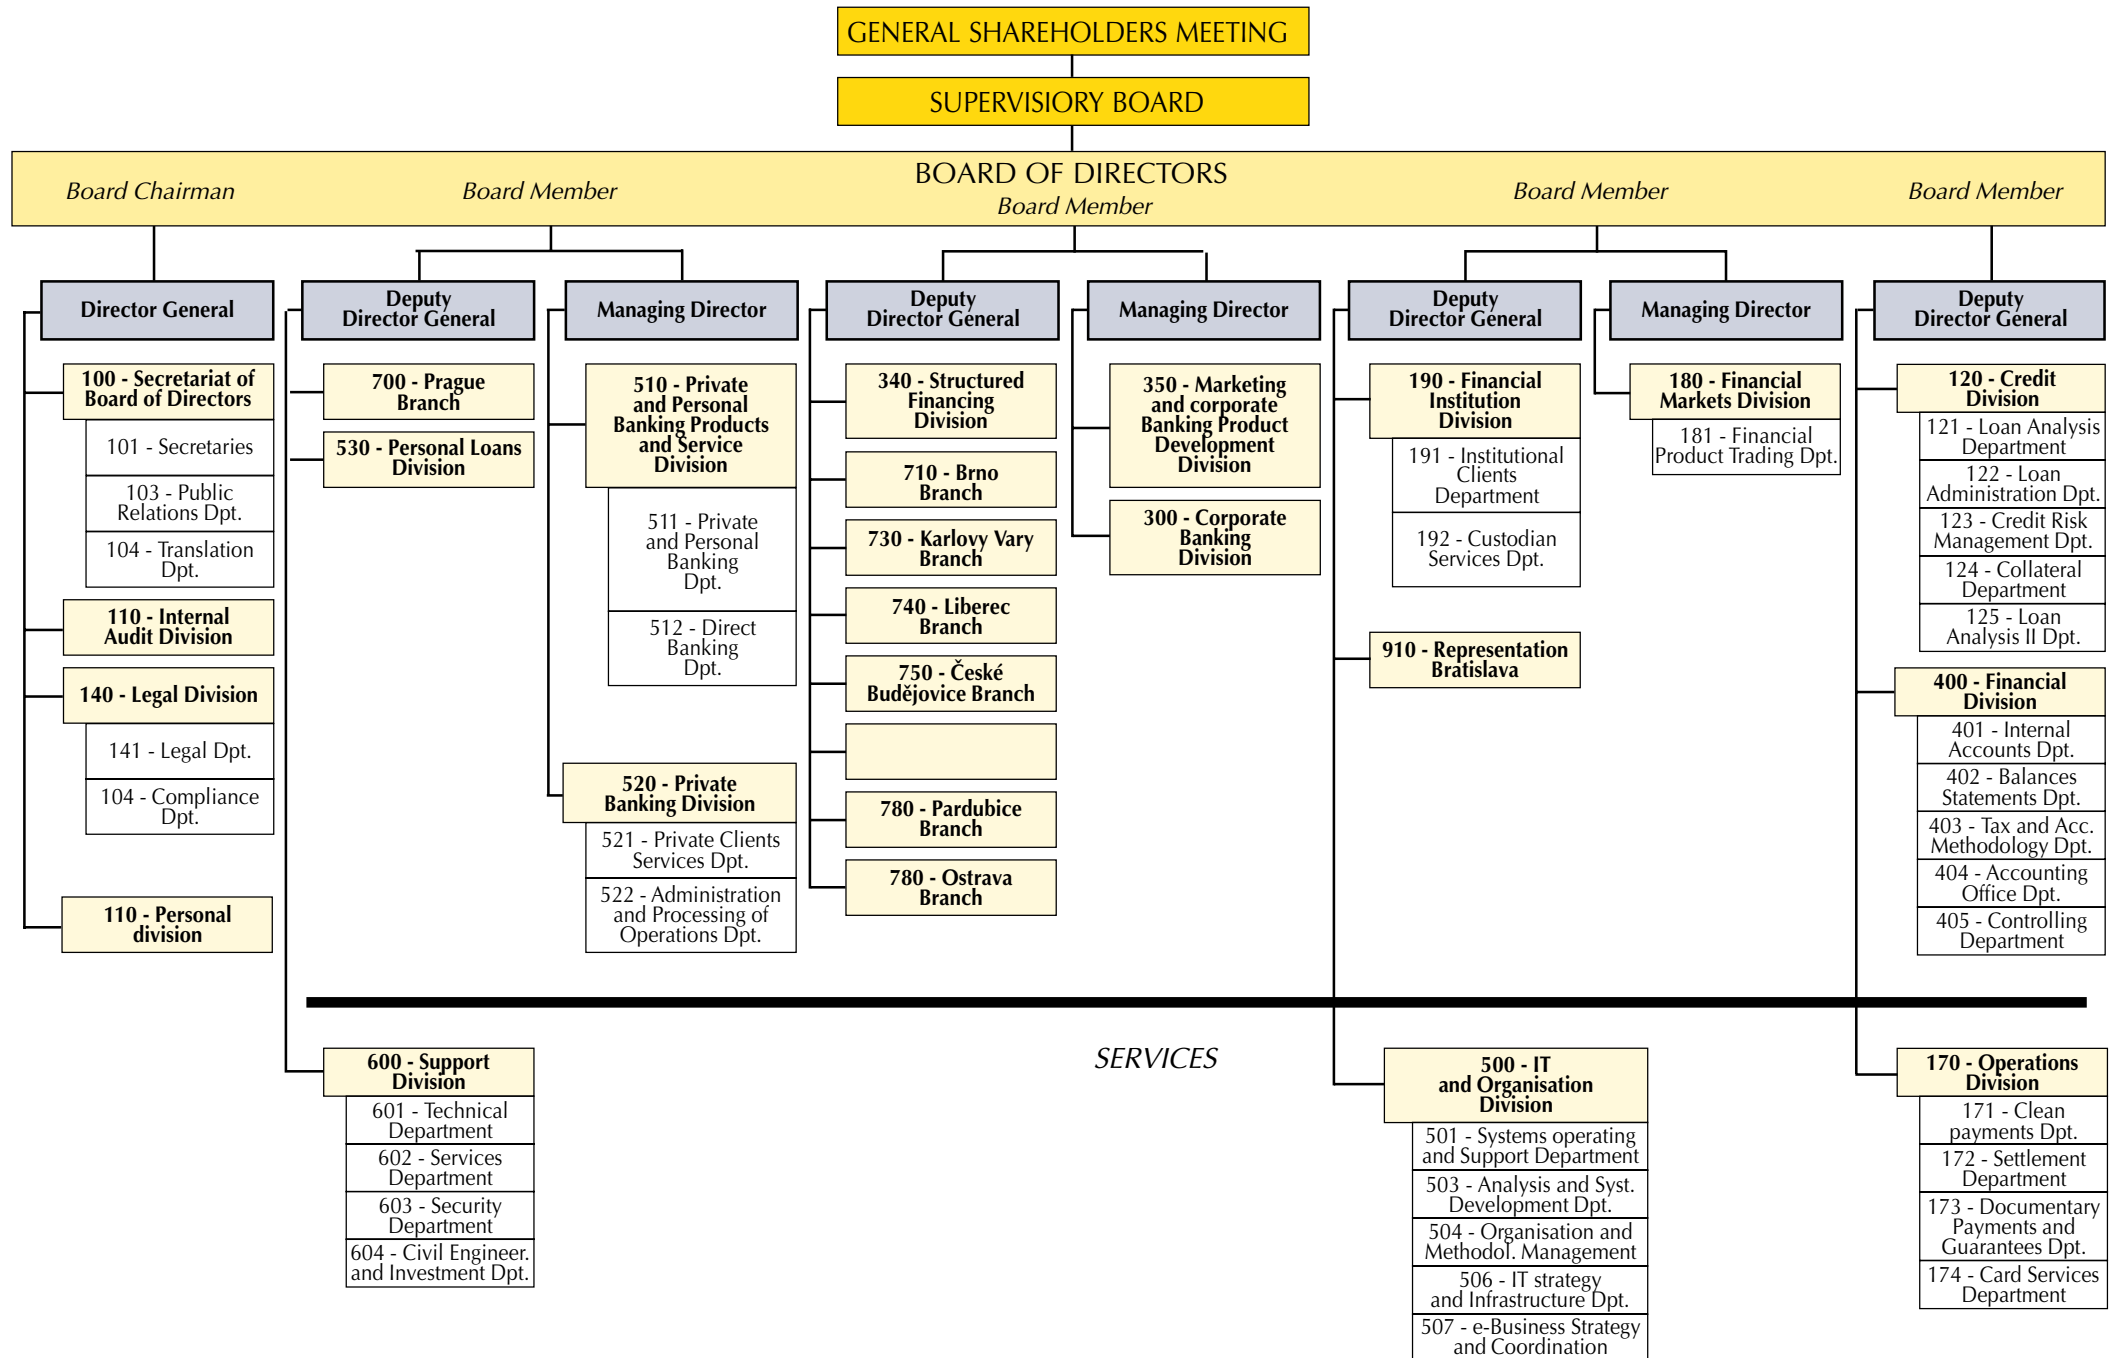 GENERAL SHAREHOLDERS MEETING
SUPERVISIORY BOARD
BOARD OF DIRECTORS
Board Chairman
Board Member
Board Member
Board Member
Board Member
Director General
100 - Secretariat of
Board of Directors
101 - Secretaries
103 - Public
Relations Dpt.
104 - Translation
Dpt.
110 - Internal
Audit Division
140 - Legal Division
141 - Legal Dpt.
104 - Compliance
Dpt.
110 - Personal
division
Deputy
Director General
700 - Prague
Branch
530 - Personal Loans
Division
Managing Director
510 - Private
and Personal
Banking Products
and Service
Division
511 - Private
and Personal
Banking
Dpt.
512 - Direct
Banking
Dpt.
520 - Private
Banking Division
521 - Private Clients
Services Dpt.
522 - Administration
and Processing of
Operations Dpt.
Deputy
Director General
340 - Structured
Financing
Division
710 - Brno
Branch
730 - Karlovy Vary
Branch
740 - Liberec
Branch
750 - České
Budějovice Branch
780 - Pardubice
Branch
780 - Ostrava
Branch
Managing Director
350 - Marketing
and corporate
Banking Product
Development
Division
300 - Corporate
Banking
Division
Deputy
Director General
190 - Financial
Institution
Division
191 - Institutional
Clients
Department
192 - Custodian
Services Dpt.
910 - Representation
Bratislava
Managing Director
180 - Financial
Markets Division
181 - Financial
Product Trading Dpt.
Deputy
Director General
120 - Credit
Division
121 - Loan Analysis
Department
122 - Loan
Administration Dpt.
123 - Credit Risk
Management Dpt.
124 - Collateral
Department
125 - Loan
Analysis II Dpt.
400 - Financial
Division
401 - Internal
Accounts Dpt.
402 - Balances
Statements Dpt.
403 - Tax and Acc.
Methodology Dpt.
404 - Accounting
Office Dpt.
405 - Controlling
Department
SERVICES
600 - Support
Division
601 - Technical
Department
602 - Services
Department
603 - Security
Department
604 - Civil Engineer.
and Investment Dpt.
500 - IT
and Organisation
Division
501 - Systems operating
and Support Department
503 - Analysis and Syst.
Development Dpt.
504 - Organisation and
Methodol. Management
506 - IT strategy
and Infrastructure Dpt.
507 - e-Business Strategy
and Coordination
170 - Operations
Division
171 - Clean
payments Dpt.
172 - Settlement
Department
173 - Documentary
Payments and
Guarantees Dpt.
174 - Card Services
Department